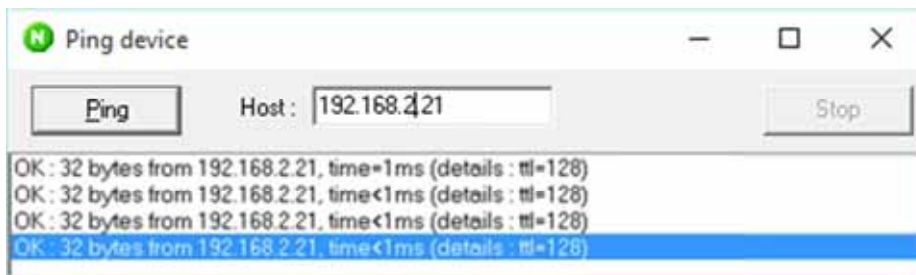 N Ping device
Ping Host : 192.168.2.21 Stop
OK : 32 bytes from 192.168.2.21, time=1ms (details : ttl=128)
OK : 32 bytes from 192.168.2.21, time<1ms (details : ttl=128)
OK : 32 bytes from 192.168.2.21, time<1ms (details : ttl=128)
OK : 32 bytes from 192.168.2.21, time<1ms (details : ttl=128)